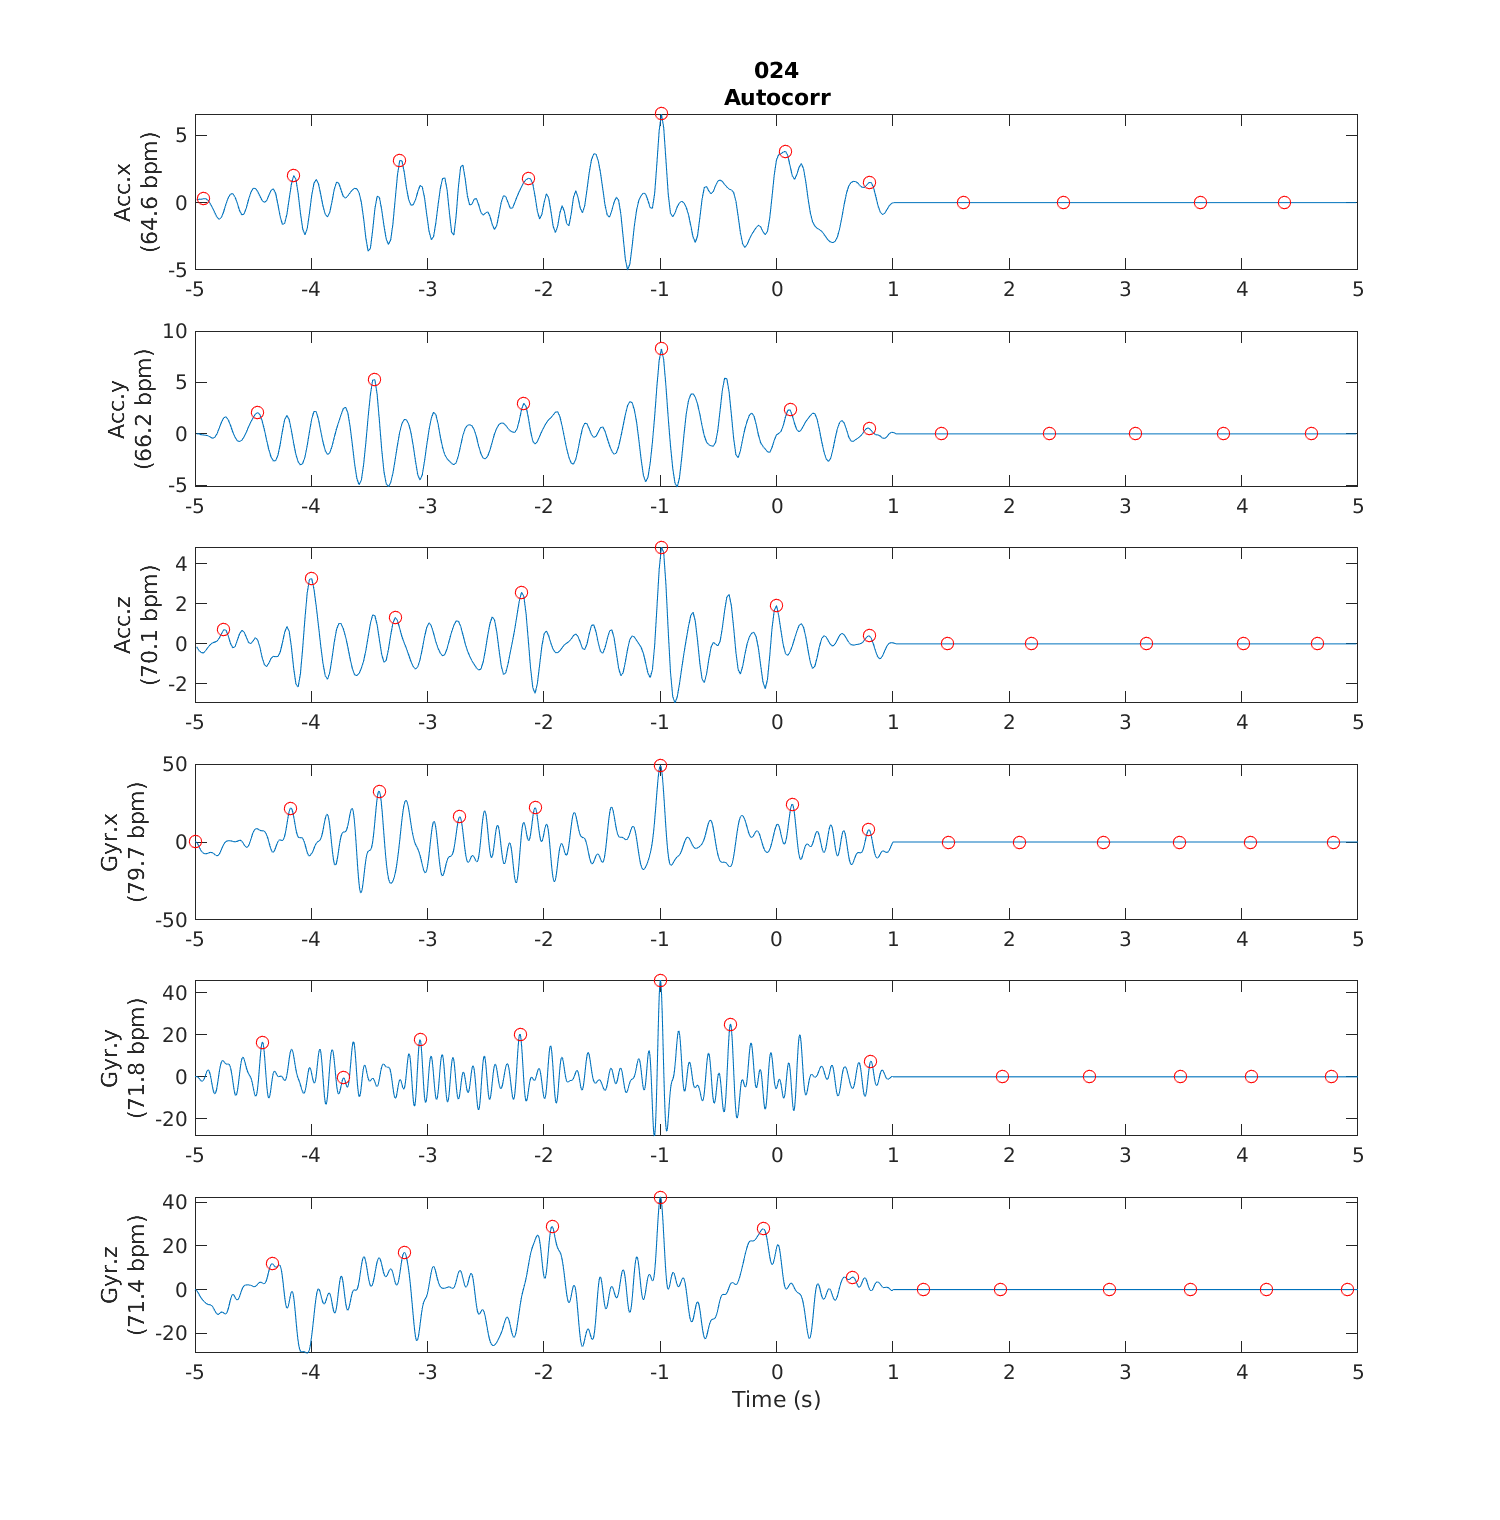 024
Autocorr
Acc.x
(64.6 bpm)
5
0
-5
-5 -4 -3 -2 -1 0 1 2 3 4 5
Acc.y
(66.2 bpm)
10
5
0
-5
-5 -4 -3 -2 -1 0 1 2 3 4 5
Acc.z
(70.1 bpm)
4
2
0
-2
-5 -4 -3 -2 -1 0 1 2 3 4 5
Gyr.x
(79.7 bpm)
50
0
-50
-5 -4 -3 -2 -1 0 1 2 3 4 5
Gyr.y
(71.8 bpm)
40
20
0
-20
-5 -4 -3 -2 -1 0 1 2 3 4 5
Gyr.z
(71.4 bpm)
40
20
0
-20
-5 -4 -3 -2 -1 0 1 2 3 4 5
Time (s)